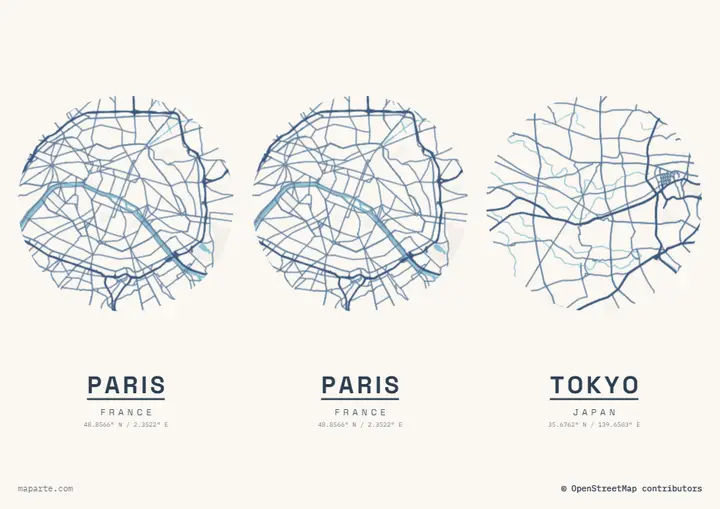 PARIS
FRANCE
48.8566° N / 2.3522° E
PARIS
FRANCE
48.8566° N / 2.3522° E
TOKYO
JAPAN
35.6762° N / 139.6503° E
maparte.com
© OpenStreetMap contributors